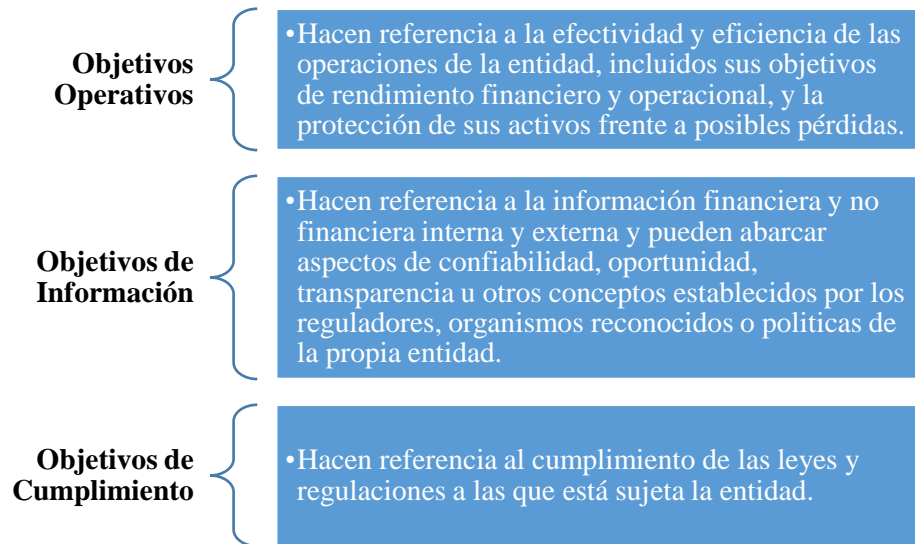 Objetivos
Operativos
•Hacen referencia a la efectividad y eficiencia de las
operaciones de la entidad, incluidos sus objetivos
de rendimiento financiero y operacional, y la
protección de sus activos frente a posibles pérdidas.
Objetivos de
Información
•Hacen referencia a la información financiera y no
financiera interna y externa y pueden abarcar
aspectos de confiabilidad, oportunidad,
transparencia u otros conceptos establecidos por los
reguladores, organismos reconocidos o politicas de
la propia entidad.
Objetivos de
Cumplimiento
•Hacen referencia al cumplimiento de las leyes y
regulaciones a las que está sujeta la entidad.